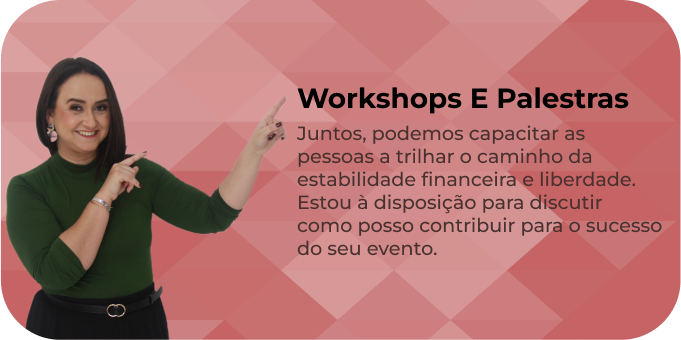 Workshops E Palestras
Juntos, podemos capacitar as
pessoas a trilhar o caminho da
estabilidade financeira e liberdade.
Estou à disposição para discutir
como posso contribuir para o sucesso
do seu evento.